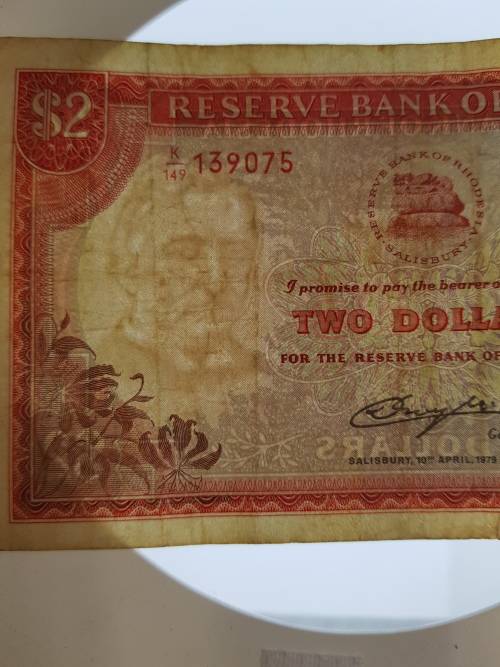 $2
RESERVE BANK OF
K/149 139075
RESERVE BANK OF RHODESIA
· SALISBURY ·
I promise to pay the bearer o
TWO DOLLA
FOR THE RESERVE BANK OF
DOLLARS
SALISBURY, 10TH APRIL, 1979